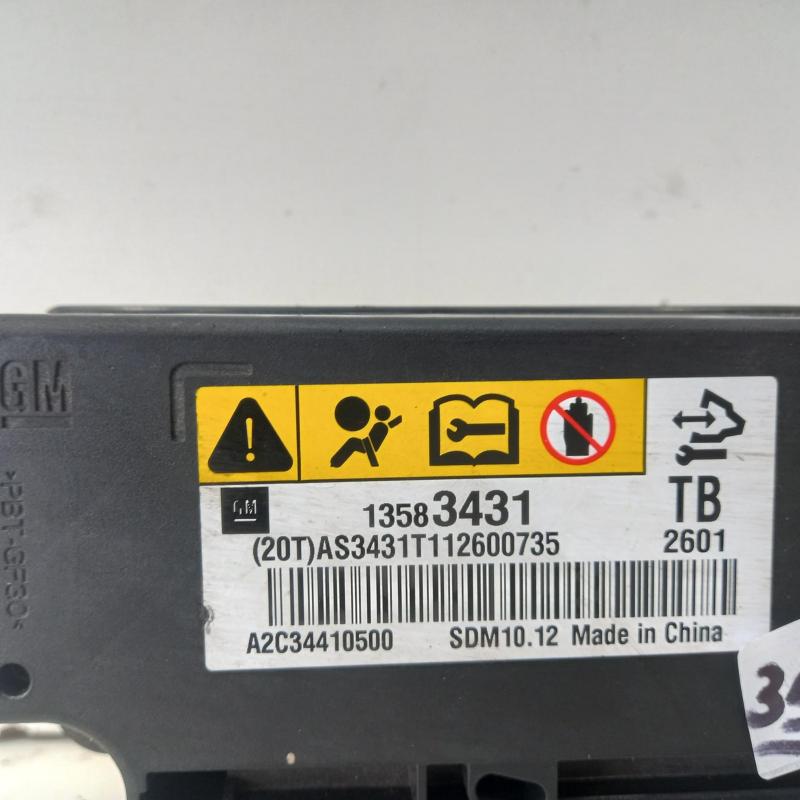 GM
>PBT-GF30<
GM
13583431
TB
(20T)AS3431T112600735
2601
A2C34410500 SDM10.12 Made in China